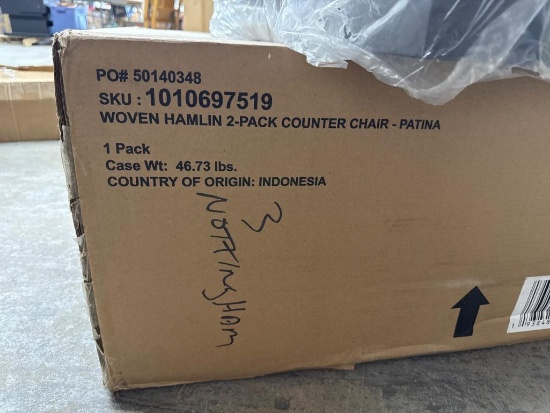 PO# 50140348
SKU : 1010697519
WOVEN HAMLIN 2-PACK COUNTER CHAIR - PATINA
1 Pack
Case Wt: 46.73 lbs.
COUNTRY OF ORIGIN: INDONESIA
3
NOTTINgHAM